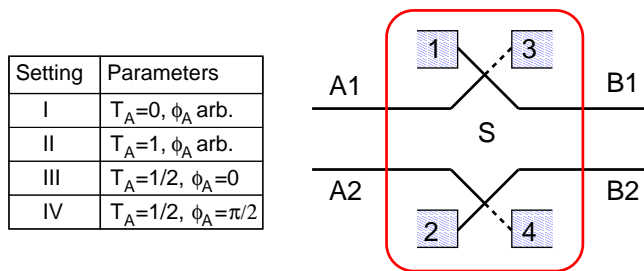 Setting Parameters
I T_A=0, ϕ_A arb.
II T_A=1, ϕ_A arb.
III T_A=1/2, ϕ_A=0
IV T_A=1/2, ϕ_A=π/2
1 3
A1 B1
S
A2 B2
2 4